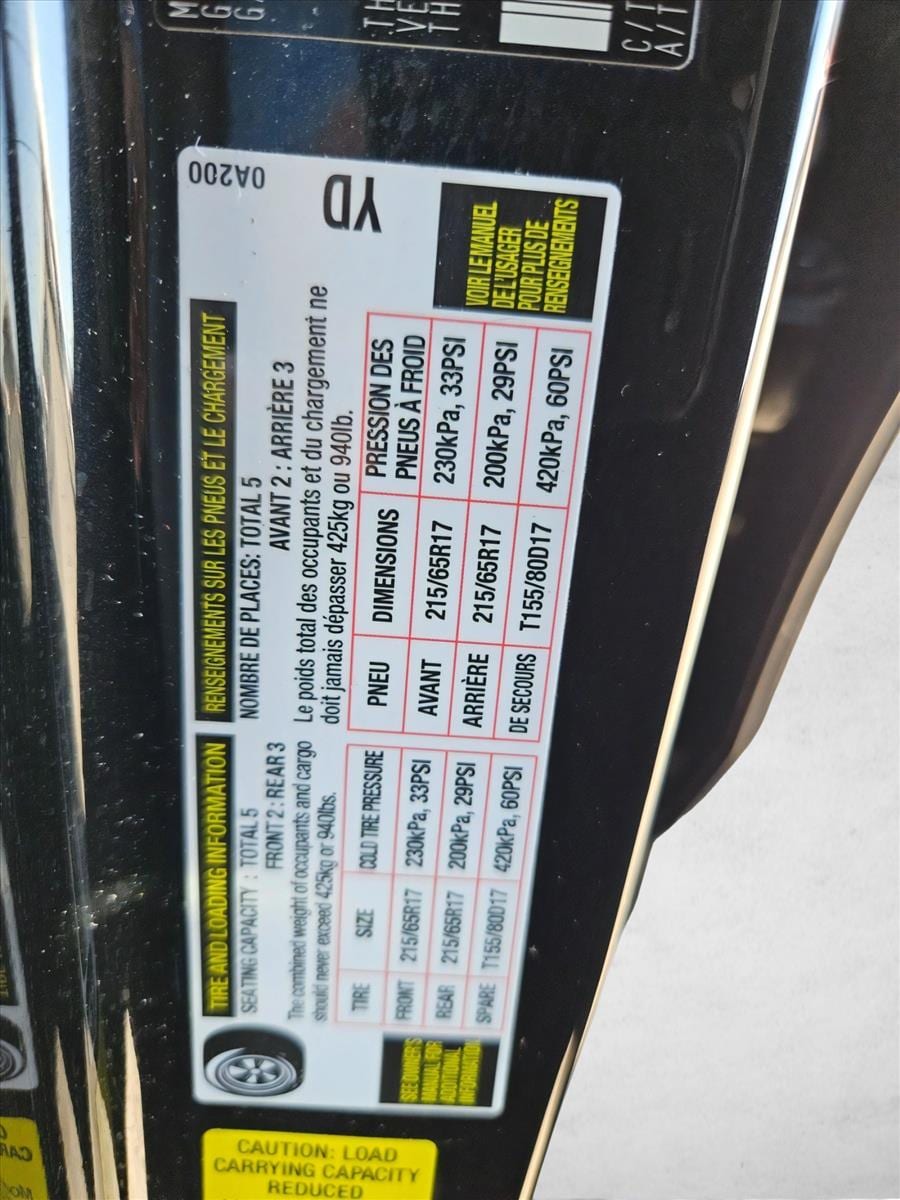 0A200
TIRE AND LOADING INFORMATION
SEATING CAPACITY : TOTAL 5
FRONT 2 : REAR 3
The combined weight of occupants and cargo
should never exceed 425kg or 940lbs.
TIRE SIZE COLD TIRE PRESSURE
FRONT 215/65R17 230kPa, 33PSI
REAR 215/65R17 200kPa, 29PSI
SPARE T155/80D17 420kPa, 60PSI
SEE OWNER'S
MANUAL FOR
ADDITIONAL
INFORMATION
RENSEIGNEMENTS SUR LES PNEUS ET LE CHARGEMENT
NOMBRE DE PLACES: TOTAL 5
AVANT 2 : ARRIÈRE 3
Le poids total des occupants et du chargement ne
doit jamais dépasser 425kg ou 940lb.
PNEU DIMENSIONS PRESSION DES
PNEUS À FROID
AVANT 215/65R17 230kPa, 33PSI
ARRIÈRE 215/65R17 200kPa, 29PSI
DE SECOURS T155/80D17 420kPa, 60PSI
YD
VOIR LE MANUEL
DE L'USAGER
POUR PLUS DE
RENSEIGNEMENTS
CAUTION: LOAD
CARRYING CAPACITY
REDUCED
TH
VE
TH
C/T
A/T